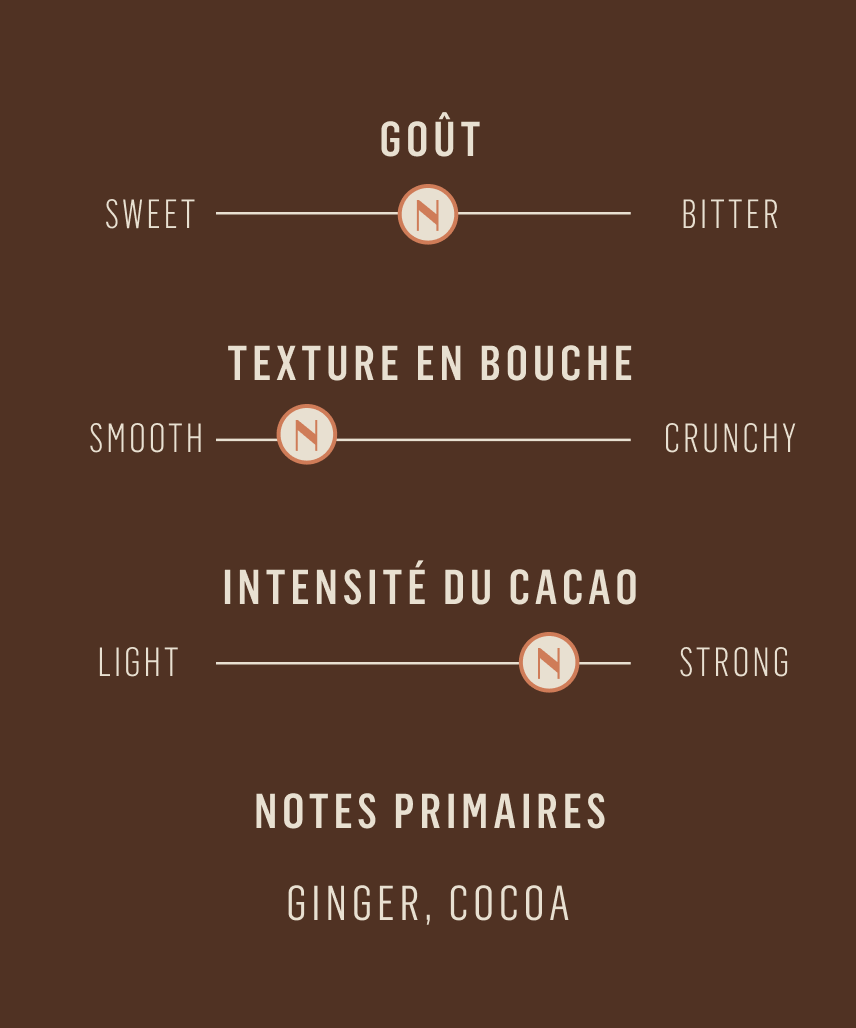 GOÛT
SWEET N BITTER
TEXTURE EN BOUCHE
SMOOTH N CRUNCHY
INTENSITÉ DU CACAO
LIGHT N STRONG
NOTES PRIMAIRES
GINGER, COCOA